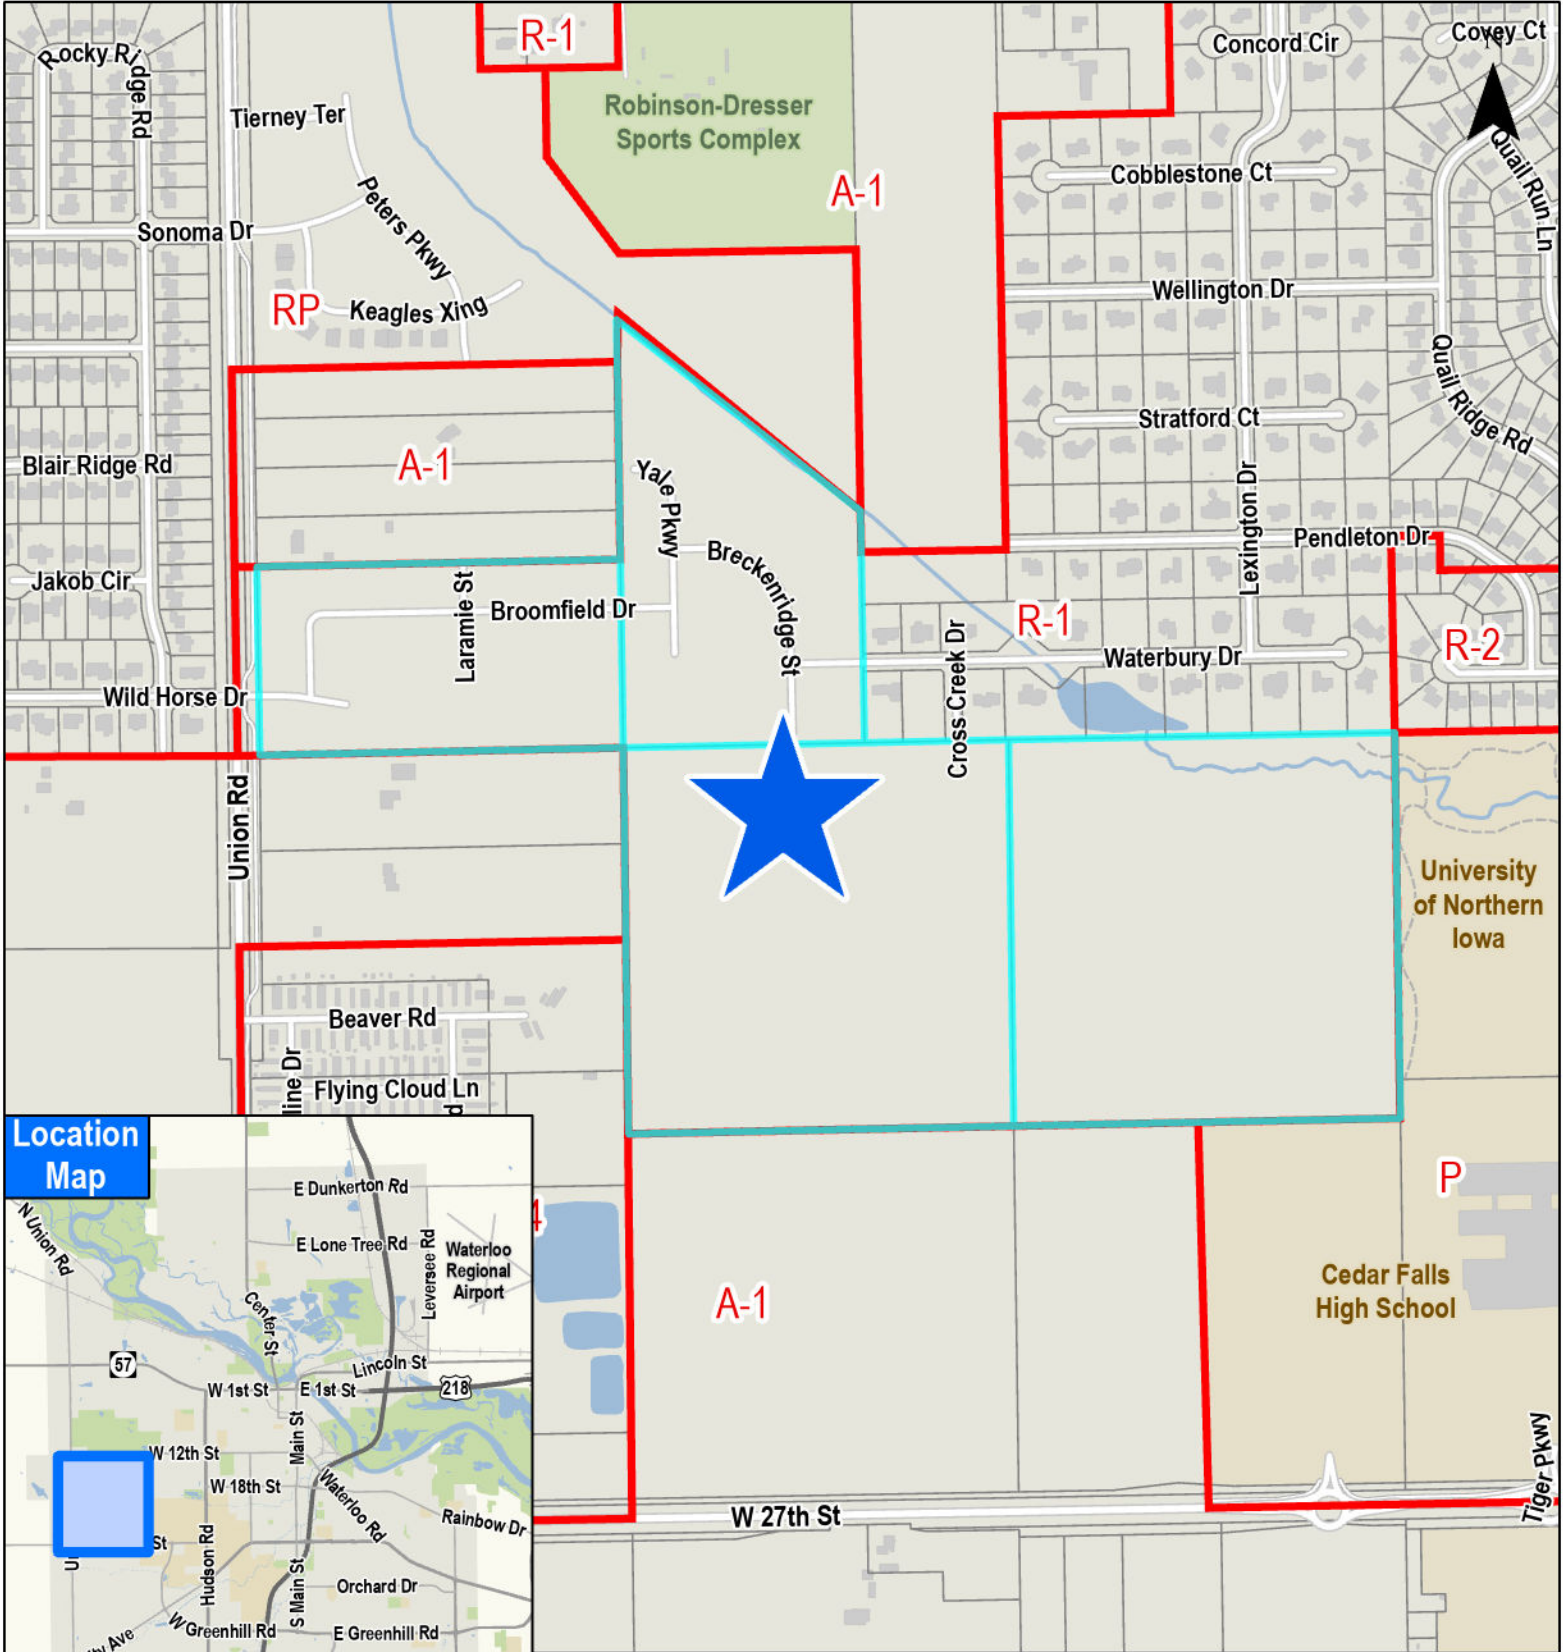 R-1
Concord Cir
Covey Ct
N
Rocky Ridge Rd
Tierney Ter
Robinson-Dresser
Sports Complex
Quail Run Ln
Cobblestone Ct
A-1
Peters Pkwy
Sonoma Dr
Wellington Dr
RP
Keagles Xing
Quail Ridge Rd
Stratford Ct
Blair Ridge Rd
A-1
Yale Pkwy
Lexington Dr
Pendleton Dr
Breckenridge St
Jakob Cir
Laramie St
Broomfield Dr
R-1
R-2
Cross Creek Dr
Waterbury Dr
Wild Horse Dr
Union Rd
University
of Northern
Iowa
Beaver Rd
line Dr
Flying Cloud Ln
d
Location
Map
P
4
Cedar Falls
High School
A-1
Tiger Pkwy
W 27th St
E Dunkerton Rd
N Union Rd
E Lone Tree Rd
Leversee Rd
Waterloo
Regional
Airport
Center St
57
Lincoln St
W 1st St
E 1st St
218
Main St
W 12th St
W 18th St
Waterloo Rd
Rainbow Dr
St
U
Hudson Rd
S Main St
Orchard Dr
W Greenhill Rd
E Greenhill Rd
ity Ave